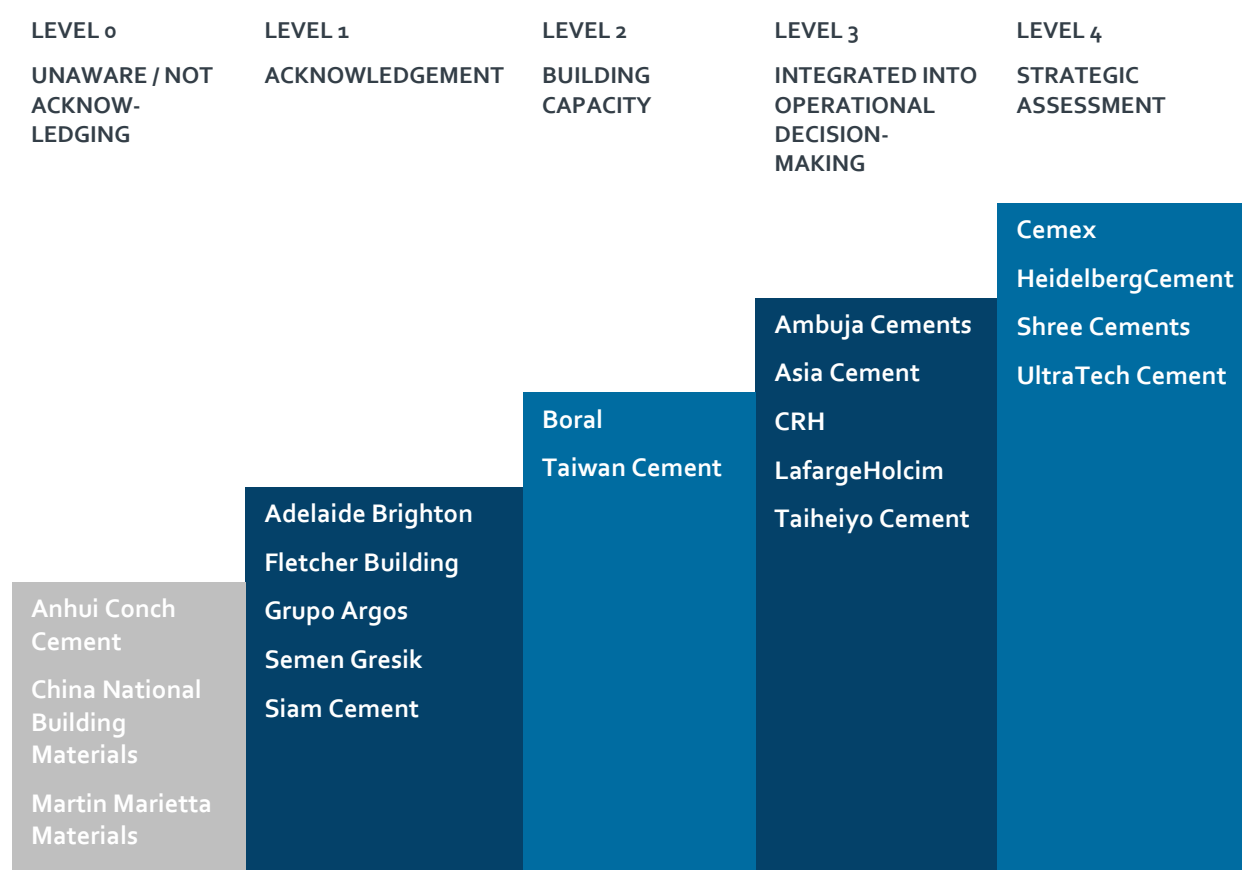 LEVEL 0
UNAWARE / NOT
ACKNOW-
LEDGING
LEVEL 1
ACKNOWLEDGEMENT
LEVEL 2
BUILDING
CAPACITY
LEVEL 3
INTEGRATED INTO
OPERATIONAL
DECISION-
MAKING
LEVEL 4
STRATEGIC
ASSESSMENT
Anhui Conch
Cement
China National
Building
Materials
Martin Marietta
Materials
Adelaide Brighton
Fletcher Building
Grupo Argos
Semen Gresik
Siam Cement
Boral
Taiwan Cement
Ambuja Cements
Asia Cement
CRH
LafargeHolcim
Taiheiyo Cement
Cemex
HeidelbergCement
Shree Cements
UltraTech Cement